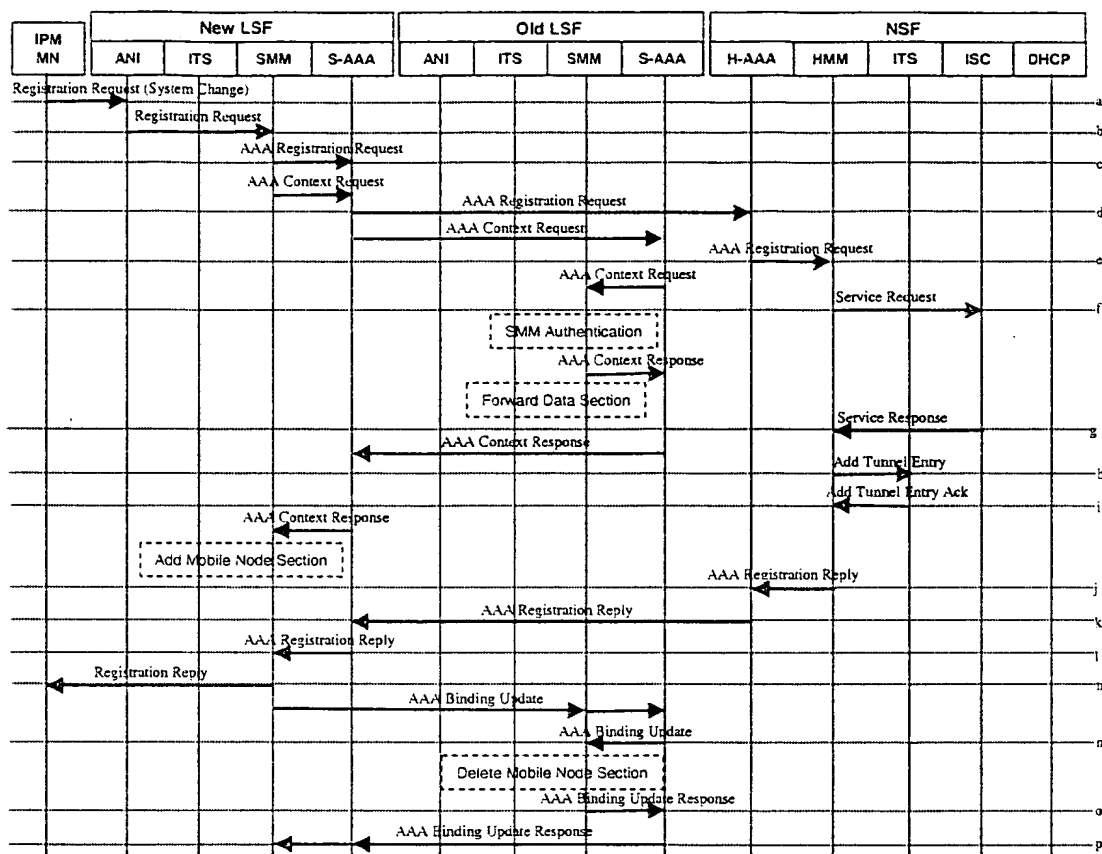 New LSF Old LSF NSF
IPM
MN ANI ITS SMM S-AAA ANI ITS SMM S-AAA H-AAA HMM ITS ISC DHCP
Registration Request (System Change)
a
Registration Request
b
AAA Registration Request
c
AAA Context Request
AAA Registration Request
d
AAA Context Request
AAA Registration Request
e
AAA Context Request
Service Request
f
SMM Authentication
AAA Context Response
Forward Data Section
Service Response
g
AAA Context Response
Add Tunnel Entry
Add Tunnel Entry Ack
i
AAA Context Response
Add Mobile Node Section
AAA Registration Reply
j
AAA Registration Reply
k
AAA Registration Reply
l
Registration Reply
AAA Binding Update
AAA Binding Update
n
Delete Mobile Node Section
AAA Binding Update Response
o
AAA Binding Update Response
p